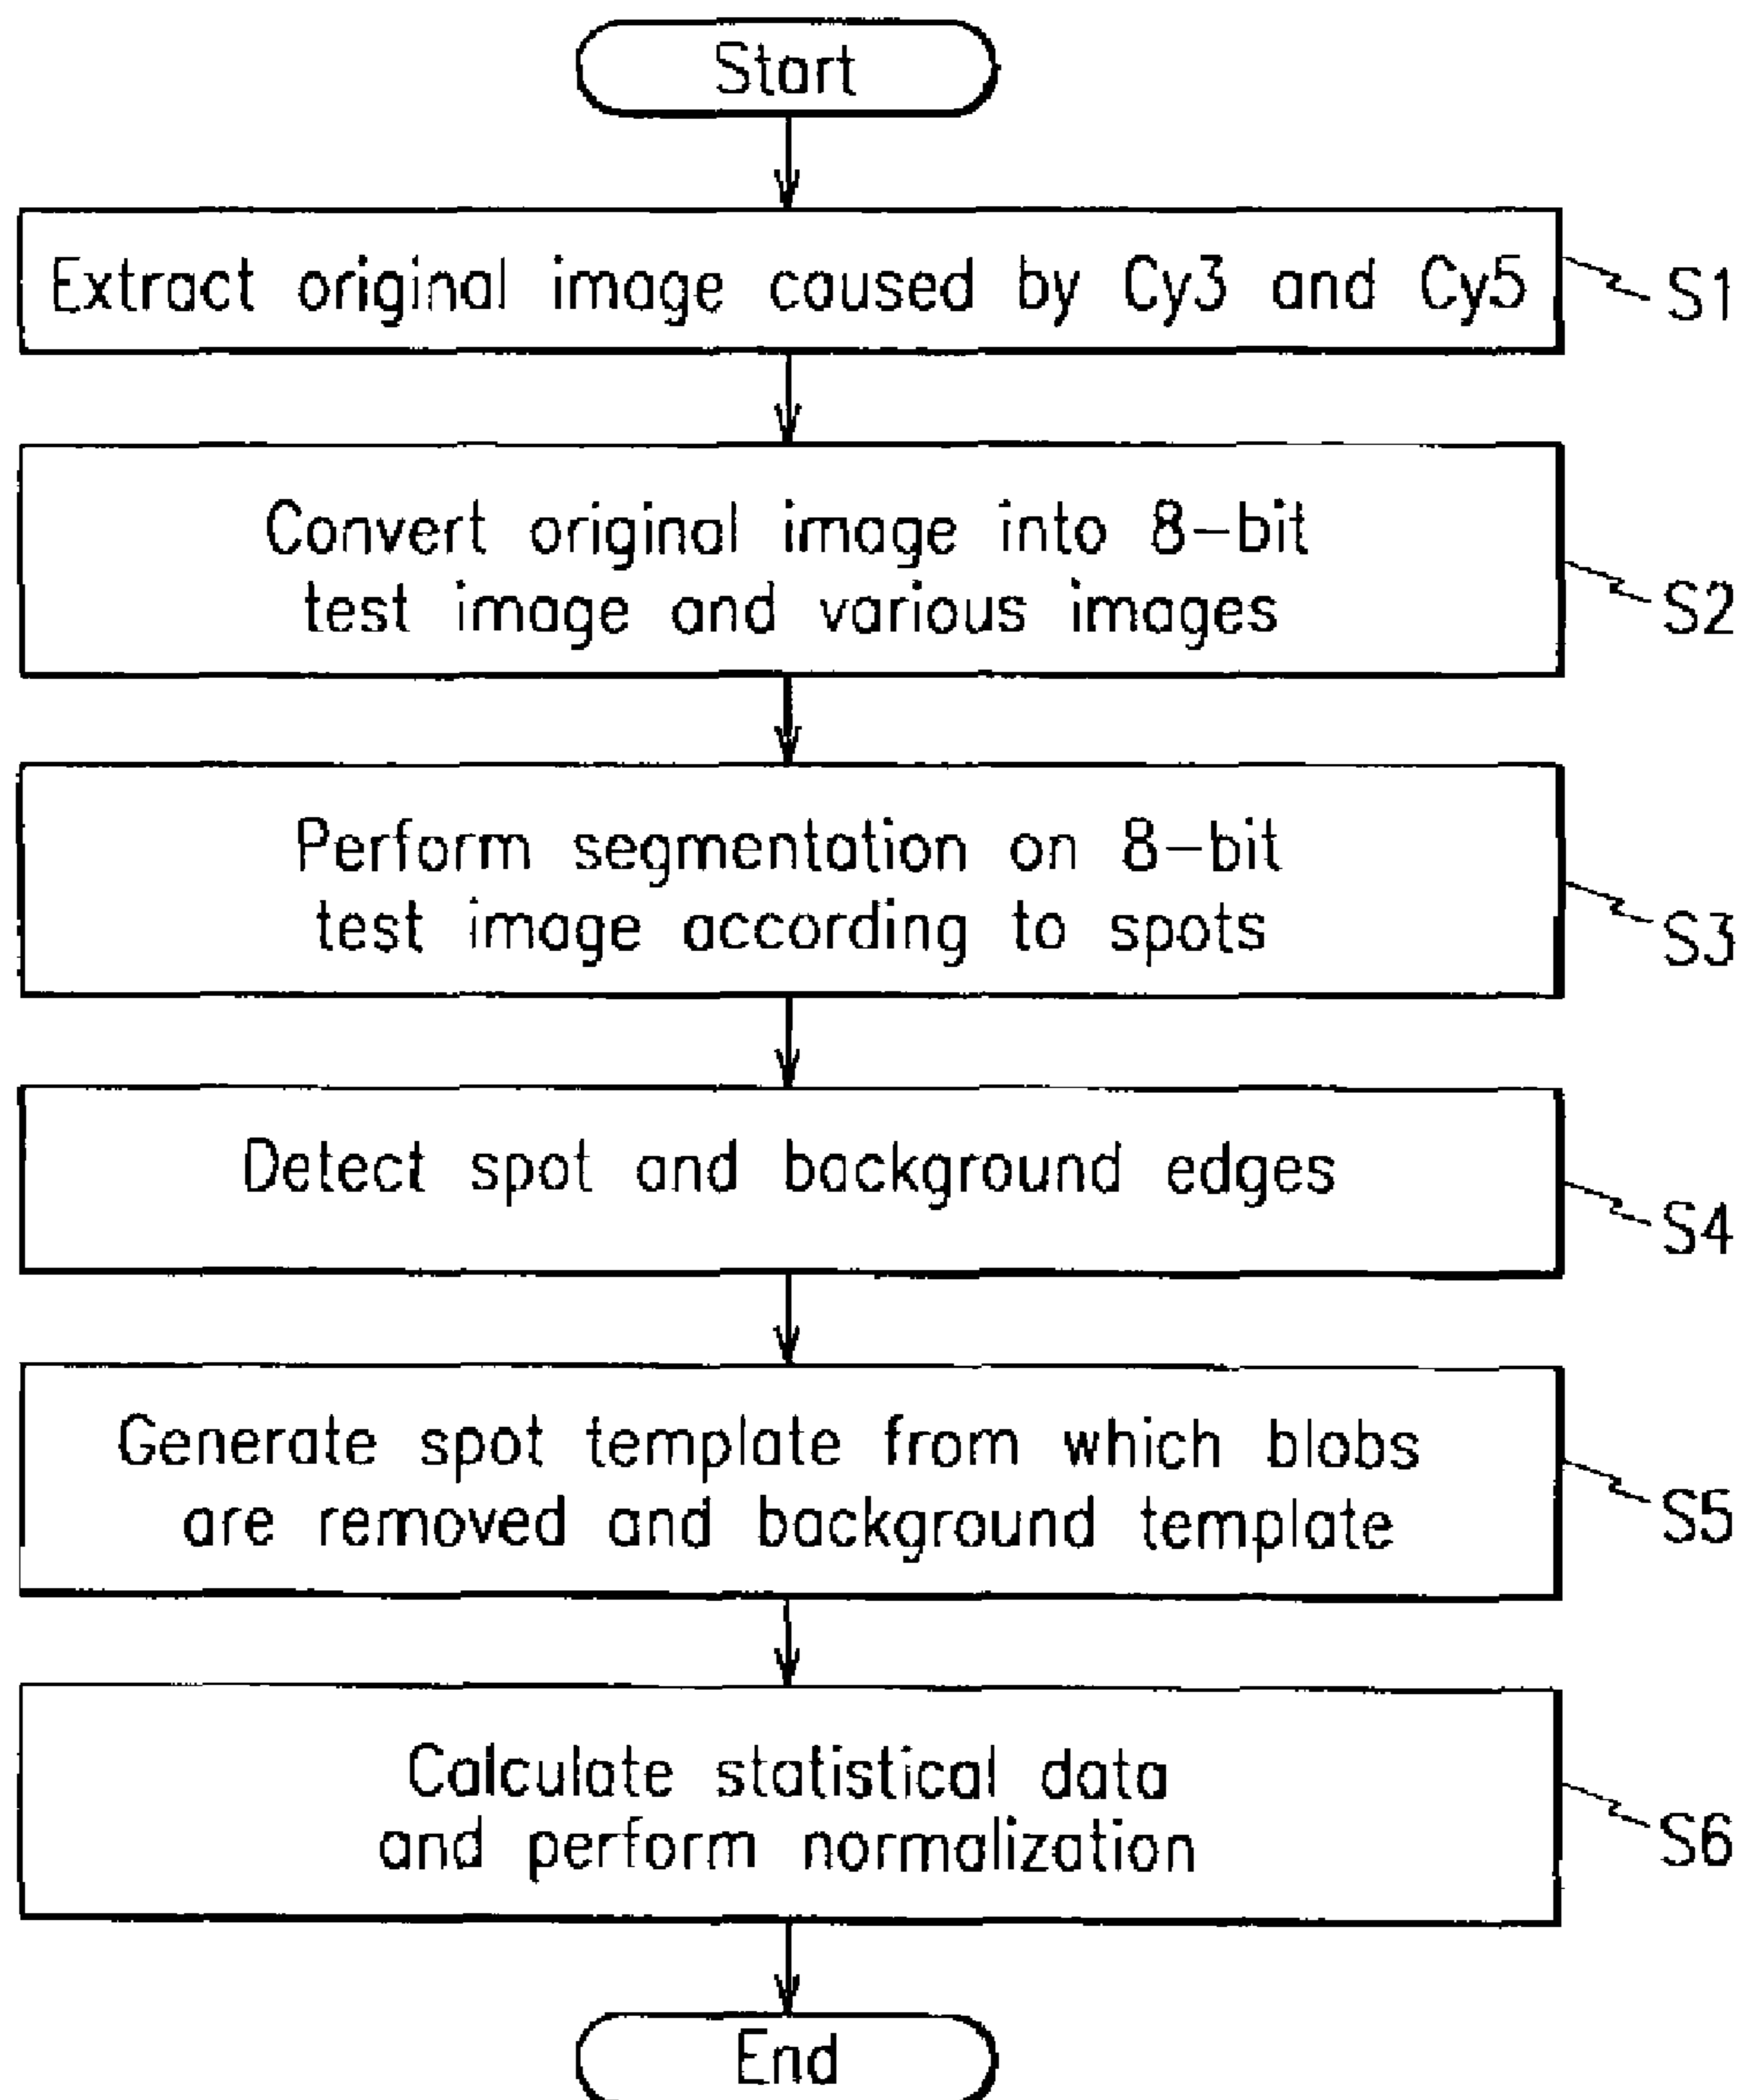 Start
Extract original image caused by Cy3 and Cy5
S1
Convert original image into 8-bit
test image and various images
S2
Perform segmentation on 8-bit
test image according to spots
S3
Detect spot and background edges
S4
Generate spot template from which blobs
are removed and background template
S5
Calculate statistical data
and perform normalization
S6
End